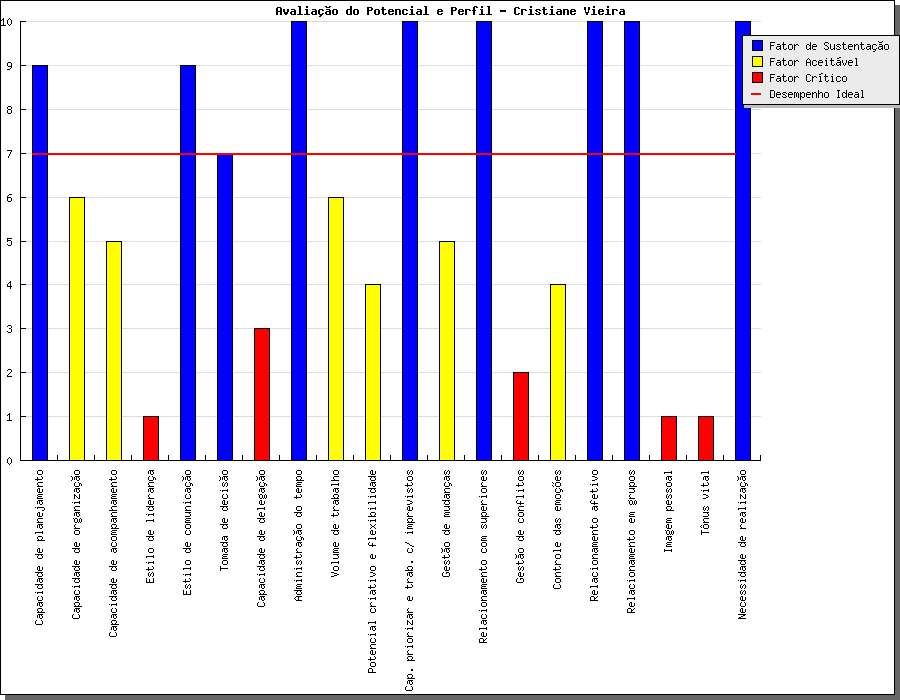 Avaliação do Potencial e Perfil - Cristiane Vieira
Fator de Sustentação
Fator Aceitável
Fator Crítico
Desempenho Ideal
10
9
8
7
6
5
4
3
2
1
0
Capacidade de planejamento
Capacidade de organização
Capacidade de acompanhamento
Estilo de liderança
Estilo de comunicação
Tomada de decisão
Capacidade de delegação
Administração do tempo
Volume de trabalho
Potencial criativo e flexibilidade
Cap. priorizar e trab. c/ imprevistos
Gestão de mudanças
Relacionamento com superiores
Gestão de conflitos
Controle das emoções
Relacionamento afetivo
Relacionamento em grupos
Imagem pessoal
Tônus vital
Necessidade de realização